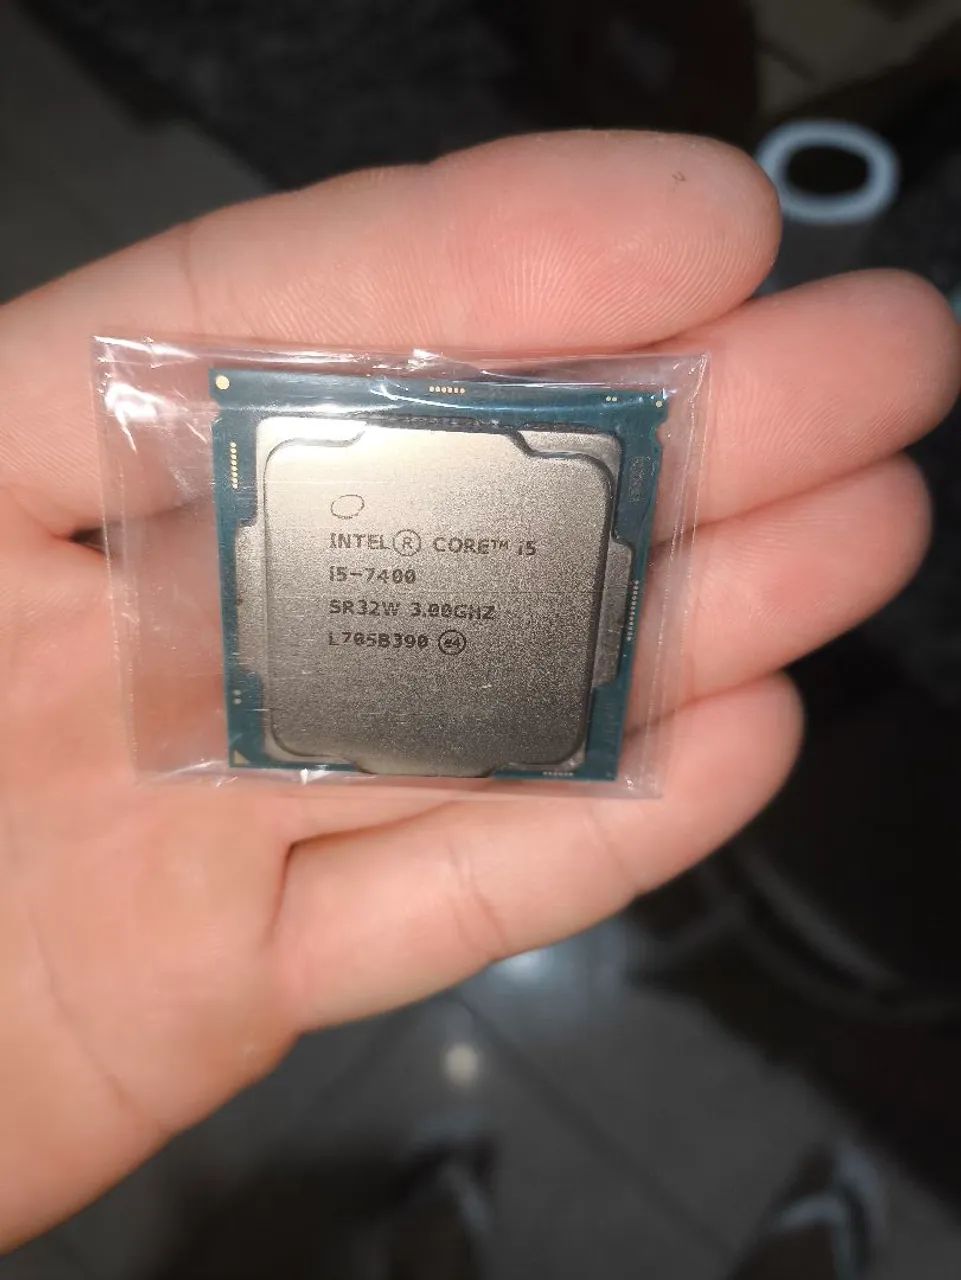 INTEL® CORE™ i5
i5-7400
SR32W 3.00GHZ
L705B390 e4